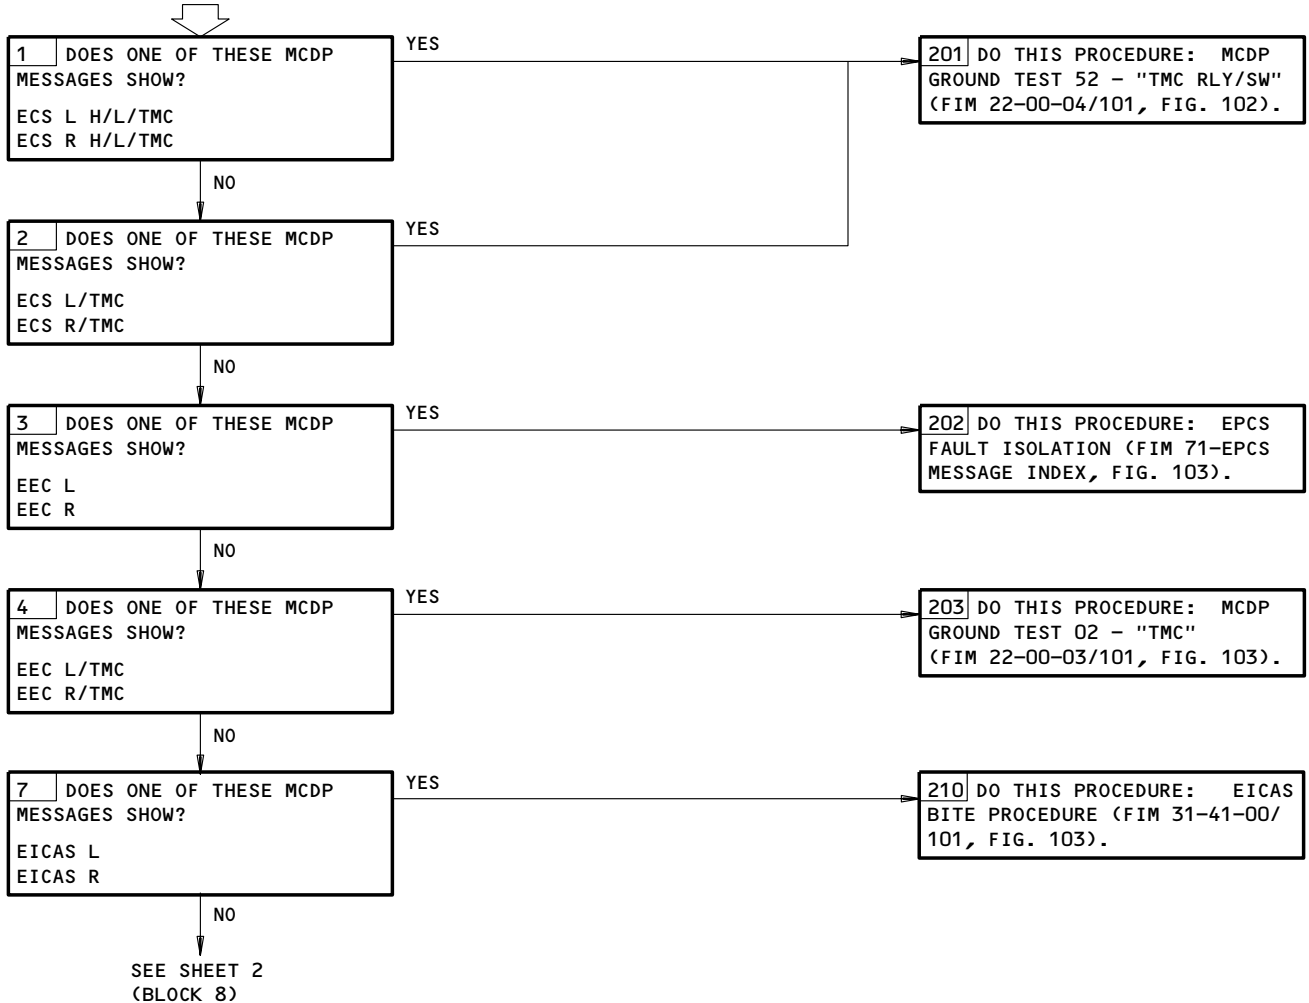 1 DOES ONE OF THESE MCDP
MESSAGES SHOW?
ECS L H/L/TMC
ECS R H/L/TMC
YES
201 DO THIS PROCEDURE: MCDP
GROUND TEST 52 – "TMC RLY/SW"
(FIM 22–00–04/101, FIG. 102).
NO
2 DOES ONE OF THESE MCDP
MESSAGES SHOW?
ECS L/TMC
ECS R/TMC
YES
NO
3 DOES ONE OF THESE MCDP
MESSAGES SHOW?
EEC L
EEC R
YES
202 DO THIS PROCEDURE: EPCS
FAULT ISOLATION (FIM 71–EPCS
MESSAGE INDEX, FIG. 103).
NO
4 DOES ONE OF THESE MCDP
MESSAGES SHOW?
EEC L/TMC
EEC R/TMC
YES
203 DO THIS PROCEDURE: MCDP
GROUND TEST 02 – "TMC"
(FIM 22–00–03/101, FIG. 103).
NO
7 DOES ONE OF THESE MCDP
MESSAGES SHOW?
EICAS L
EICAS R
YES
210 DO THIS PROCEDURE: EICAS
BITE PROCEDURE (FIM 31–41–00/
101, FIG. 103).
NO
SEE SHEET 2
(BLOCK 8)